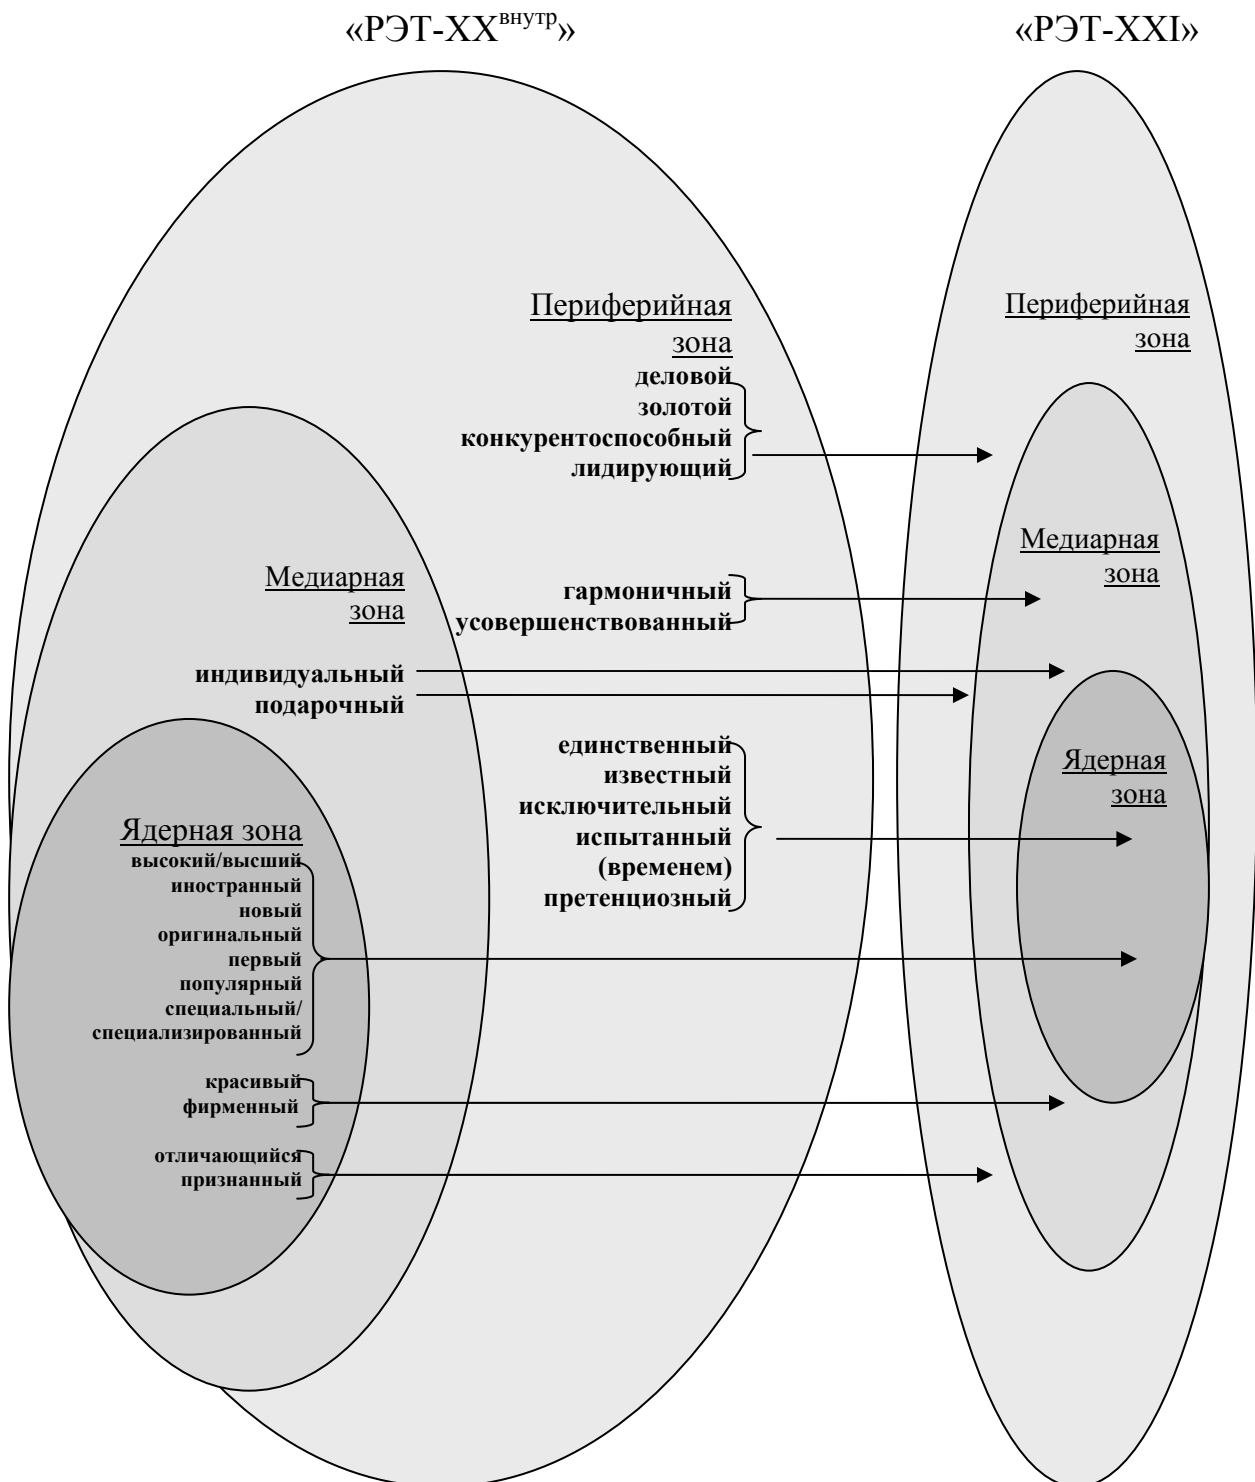 «РЭТ-XXвнутр»
«РЭТ-XXI»
Периферийная
зона
деловой
золотой
конкурентоспособный
лидирующий
Периферийная
зона
Медиарная
зона
Медиарная
зона
гармоничный
усовершенствованный
индивидуальный
подарочный
единственный
известный
исключительный
испытанный
(временем)
претенциозный
Ядерная
зона
Ядерная зона
высокий/высший
иностранный
новый
оригинальный
первый
популярный
специальный/
специализированный
красивый
фирменный
отличающийся
признанный